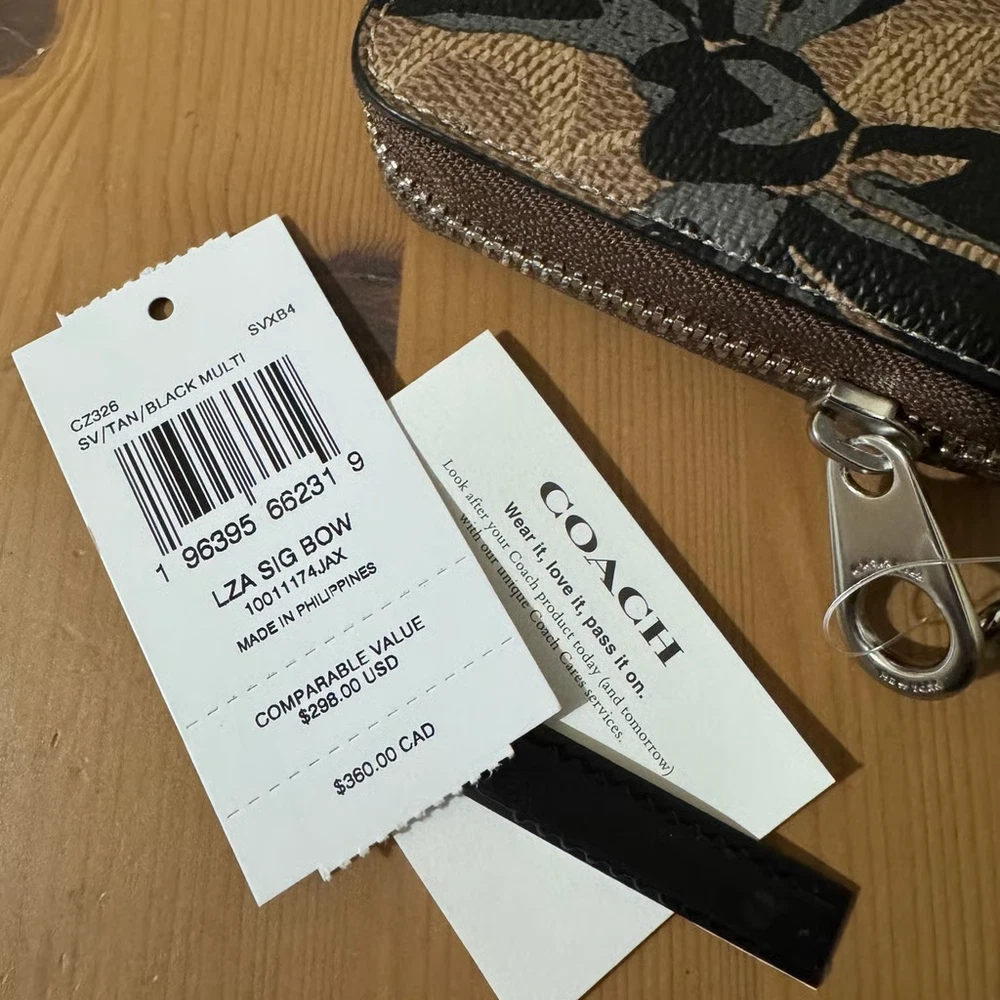 SVXB4
CZ326
SV/TAN/BLACK MULTI
1 96395 66231 9
LZA SIG BOW
10011174JAX
MADE IN PHILIPPINES
COMPARABLE VALUE
$298.00 USD
$360.00 CAD
COACH
Wear it, love it, pass it on.
Look after your Coach product today (and tomorrow)
with our unique Coach Cares services.
NEW YORK